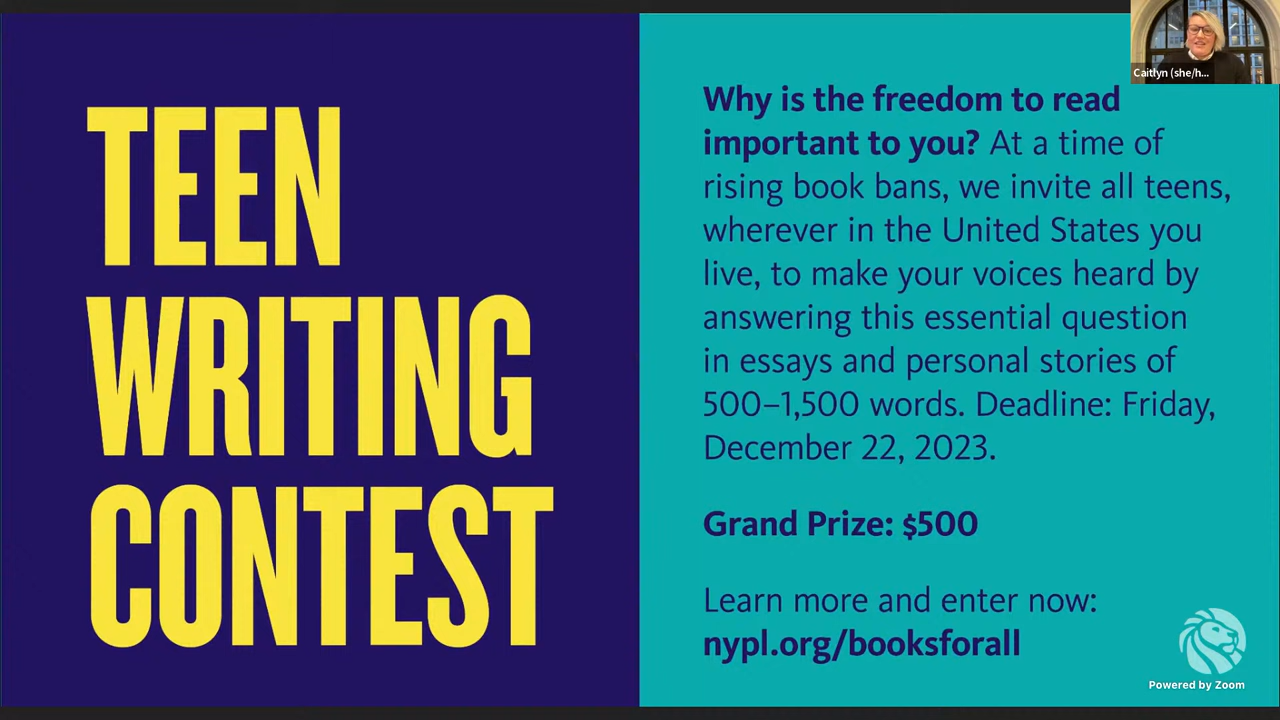 TEEN
WRITING
CONTEST
Why is the freedom to read
important to you? At a time of
rising book bans, we invite all teens,
wherever in the United States you
live, to make your voices heard by
answering this essential question
in essays and personal stories of
500–1,500 words. Deadline: Friday,
December 22, 2023.
Grand Prize: $500
Learn more and enter now:
nypl.org/booksforall
Caitlyn (she/h...
Powered by Zoom